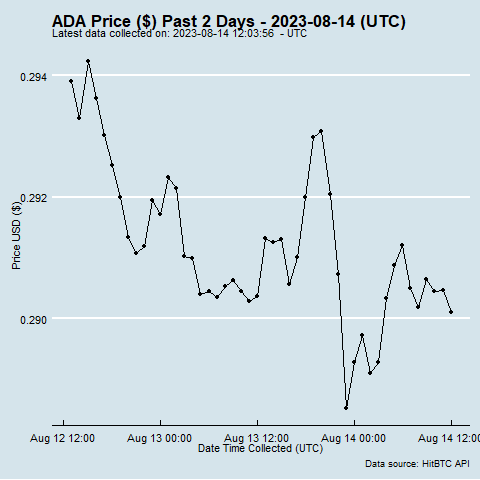 ADA Price ($) Past 2 Days - 2023-08-14 (UTC)
Latest data collected on: 2023-08-14 12:03:56 - UTC
0.294
0.292
0.290
Price USD ($)
Aug 12 12:00 Aug 13 00:00 Aug 13 12:00 Aug 14 00:00 Aug 14 12:00
Date Time Collected (UTC)
Data source: HitBTC API